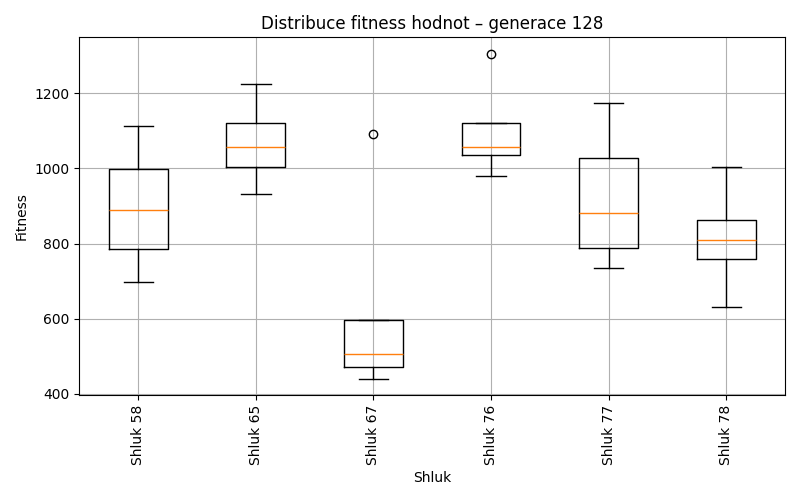 Distribuce fitness hodnot – generace 128
Fitness
1200
1000
800
600
400
Shluk 58
Shluk 65
Shluk 67
Shluk 76
Shluk 77
Shluk 78
Shluk